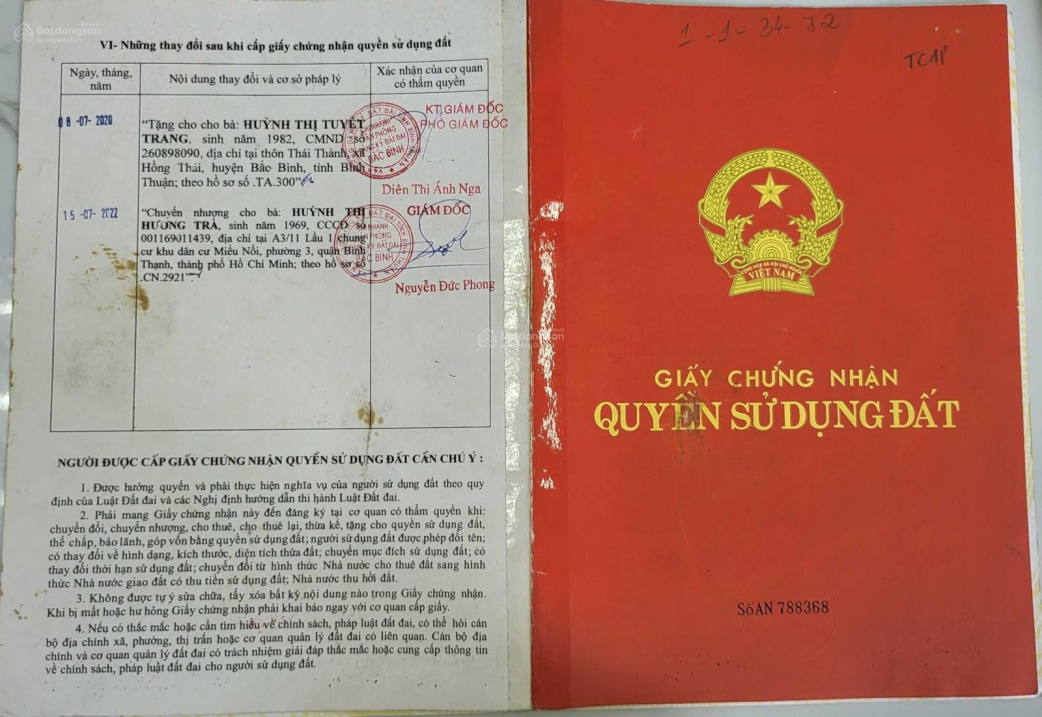 Batdongsan
VI- Những thay đổi sau khi cấp giấy chứng nhận quyền sử dụng đất
Ngày, tháng, năm
Nội dung thay đổi và cơ sở pháp lý
Xác nhận của cơ quan có thẩm quyền
08-07-2020
“Tặng cho cho bà: HUỲNH THỊ TUYẾT
TRANG, sinh năm 1982, CMND số
260898090, địa chỉ tại thôn Thái Thành, xã
Hồng Thái, huyện Bắc Bình, tỉnh Bình
Thuận; theo hồ sơ số .TA.300”
KT.GIÁM ĐỐC
PHÓ GIÁM ĐỐC
BẮC BÌNH
Diên Thị Ánh Nga
15-07-2022
“Chuyển nhượng cho bà: HUỲNH THỊ
HƯƠNG TRÀ, sinh năm 1969, CCCD số
001169011439, địa chỉ tại A3/11 Lầu 1 chung
cư khu dân cư Miếu Nổi, phường 3, quận Bình
Thạnh, thành phố Hồ Chí Minh; theo hồ sơ số
.CN.2921”
GIÁM ĐỐC
BẮC BÌNH
Nguyễn Đức Phong
NGƯỜI ĐƯỢC CẤP GIẤY CHỨNG NHẬN QUYỀN SỬ DỤNG ĐẤT CẦN CHÚ Ý :
1. Được hưởng quyền và phải thực hiện nghĩa vụ của người sử dụng đất theo quy
định của Luật Đất đai và các Nghị định hướng dẫn thi hành Luật Đất đai.
2. Phải mang Giấy chứng nhận này đến đăng ký tại cơ quan có thẩm quyền khi:
chuyển đổi, chuyển nhượng, cho thuê, cho thuê lại, thừa kế, tặng cho quyền sử dụng đất,
thế chấp, bảo lãnh, góp vốn bằng quyền sử dụng đất; người sử dụng đất được phép đổi tên;
có thay đổi về hình dạng, kích thước, diện tích thửa đất; chuyển mục đích sử dụng đất; có
thay đổi thời hạn sử dụng đất; chuyển đổi từ hình thức Nhà nước cho thuê đất sang hình
thức Nhà nước giao đất có thu tiền sử dụng đất; Nhà nước thu hồi đất.
3. Không được tự ý sửa chữa, tẩy xóa bất kỳ nội dung nào trong Giấy chứng nhận.
Khi bị mất hoặc hư hỏng Giấy chứng nhận phải khai báo ngay với cơ quan cấp giấy.
4. Nếu có thắc mắc hoặc cần tìm hiểu về chính sách, pháp luật đất đai, có thể hỏi cán
bộ địa chính xã, phường, thị trấn hoặc cơ quan quản lý đất đai có liên quan. Cán bộ địa
chính và cơ quan quản lý đất đai có trách nhiệm giải đáp thắc mắc hoặc cung cấp thông tin
về chính sách, pháp luật đất đai cho người sử dụng đất.
1-1-34-J2
TC1P
CỘNG HÒA XÃ HỘI CHỦ NGHĨA
VIỆT NAM
Batdongsan
GIẤY CHỨNG NHẬN
QUYỀN SỬ DỤNG ĐẤT
Số AN 788368